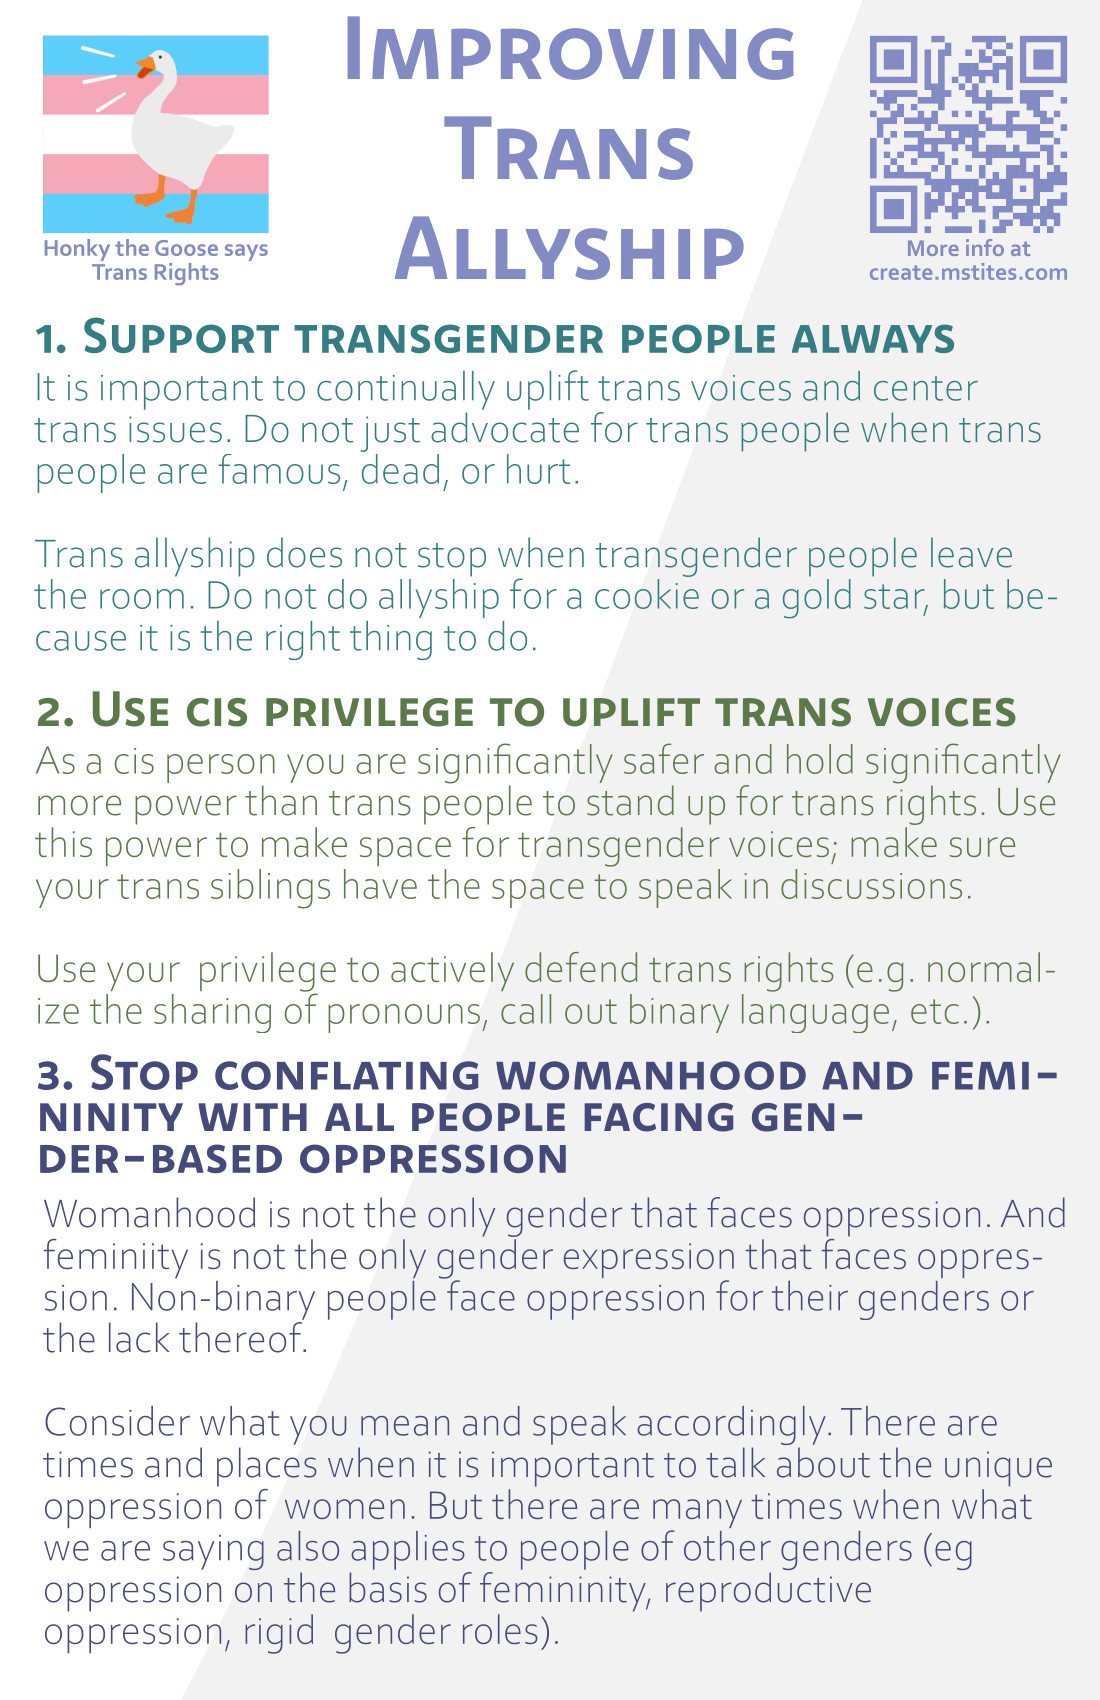 Improving
Trans
Allyship
Honky the Goose says
Trans Rights
More info at
create.mstites.com
1. Support transgender people always
It is important to continually uplift trans voices and center
trans issues. Do not just advocate for trans people when trans
people are famous, dead, or hurt.
Trans allyship does not stop when transgender people leave
the room. Do not do allyship for a cookie or a gold star, but be-
cause it is the right thing to do.
2. Use cis privilege to uplift trans voices
As a cis person you are significantly safer and hold significantly
more power than trans people to stand up for trans rights. Use
this power to make space for transgender voices; make sure
your trans siblings have the space to speak in discussions.
Use your  privilege to actively defend trans rights (e.g. normal-
ize the sharing of pronouns, call out binary language, etc.).
3. Stop conflating womanhood and femi-
ninity with all people facing gen-
der-based oppression
Womanhood is not the only gender that faces oppression. And
feminiity is not the only gender expression that faces oppres-
sion. Non-binary people face oppression for their genders or
the lack thereof.
Consider what you mean and speak accordingly. There are
times and places when it is important to talk about the unique
oppression of  women. But there are many times when what
we are saying also applies to people of other genders (eg
oppression on the basis of femininity, reproductive
oppression, rigid  gender roles).